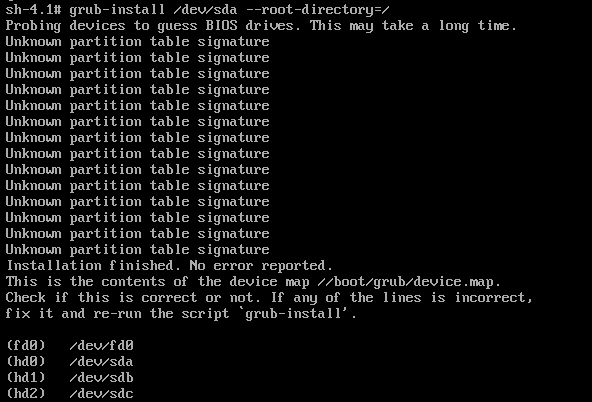 sh-4.1# grub-install /dev/sda --root-directory=/
Probing devices to guess BIOS drives. This may take a long time.
Unknown partition table signature
Unknown partition table signature
Unknown partition table signature
Unknown partition table signature
Unknown partition table signature
Unknown partition table signature
Unknown partition table signature
Unknown partition table signature
Unknown partition table signature
Unknown partition table signature
Unknown partition table signature
Unknown partition table signature
Unknown partition table signature
Unknown partition table signature
Installation finished. No error reported.
This is the contents of the device map //boot/grub/device.map.
Check if this is correct or not. If any of the lines is incorrect,
fix it and re-run the script `grub-install'.
(fd0) /dev/fd0
(hd0) /dev/sda
(hd1) /dev/sdb
(hd2) /dev/sdc